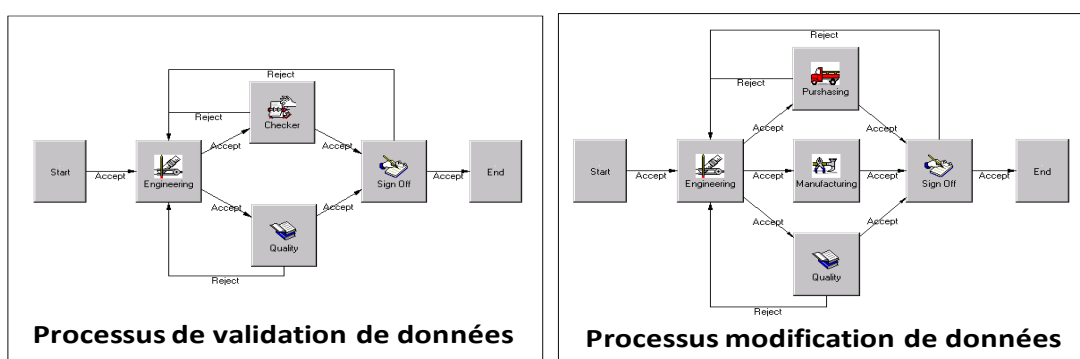 Reject
Reject
Checker
Accept
Accept
Start
Accept
Engineering
Sign Off
Accept
End
Accept
Accept
Quality
Reject
Processus de validation de données
Reject
Reject
Purshasing
Accept
Accept
Start
Accept
Engineering
Accept
Manufacturing
Accept
Sign Off
Accept
End
Accept
Accept
Quality
Reject
Processus modification de données